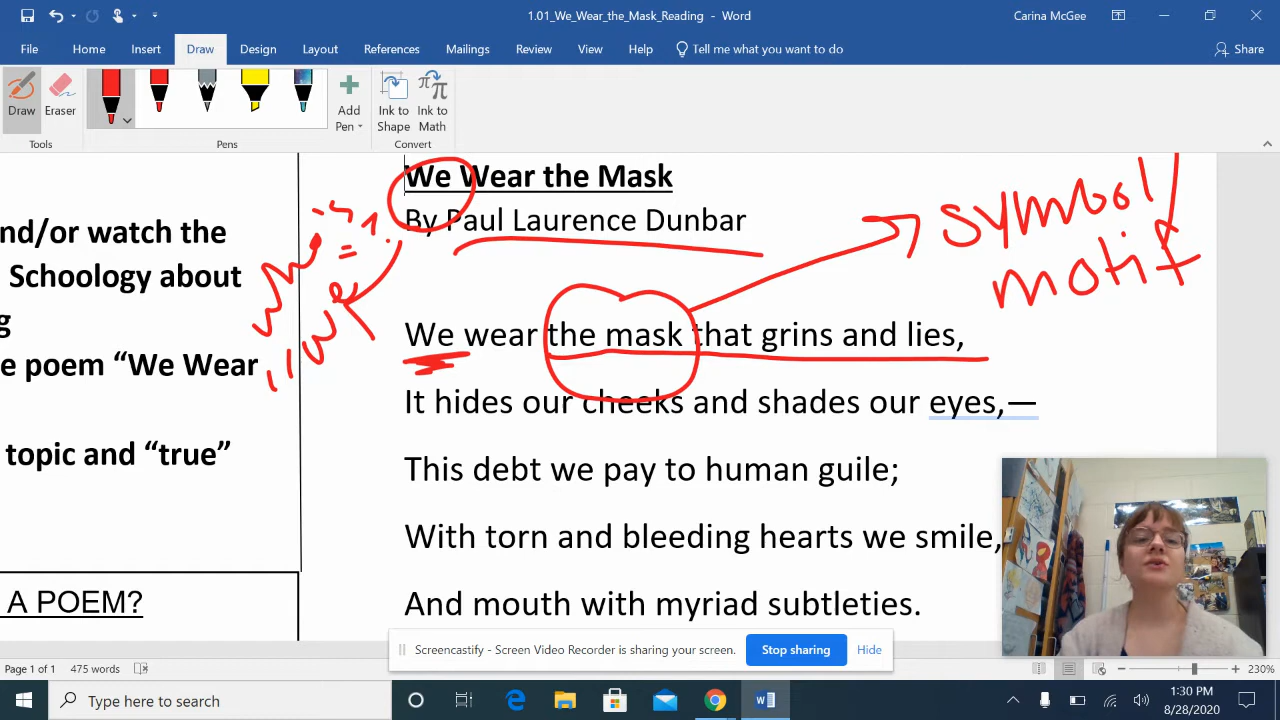 1.01_We_Wear_the_Mask_Reading - Word
Carina McGee
File Home Insert Draw Design Layout References Mailings Review View Help Tell me what you want to do Share
Draw Eraser Add Pen Ink to Shape Ink to Math
Tools Pens Convert
nd/or watch the
Schoology about
g
e poem “We Wear
topic and “true”
A POEM?
We Wear the Mask
By Paul Laurence Dunbar
symbol/
motif
who is
"we"
= ?
We wear the mask that grins and lies,
It hides our cheeks and shades our eyes,—
This debt we pay to human guile;
With torn and bleeding hearts we smile,
And mouth with myriad subtleties.
Screencastify - Screen Video Recorder is sharing your screen. Stop sharing Hide
Page 1 of 1 475 words 230%
Type here to search
1:30 PM
8/28/2020